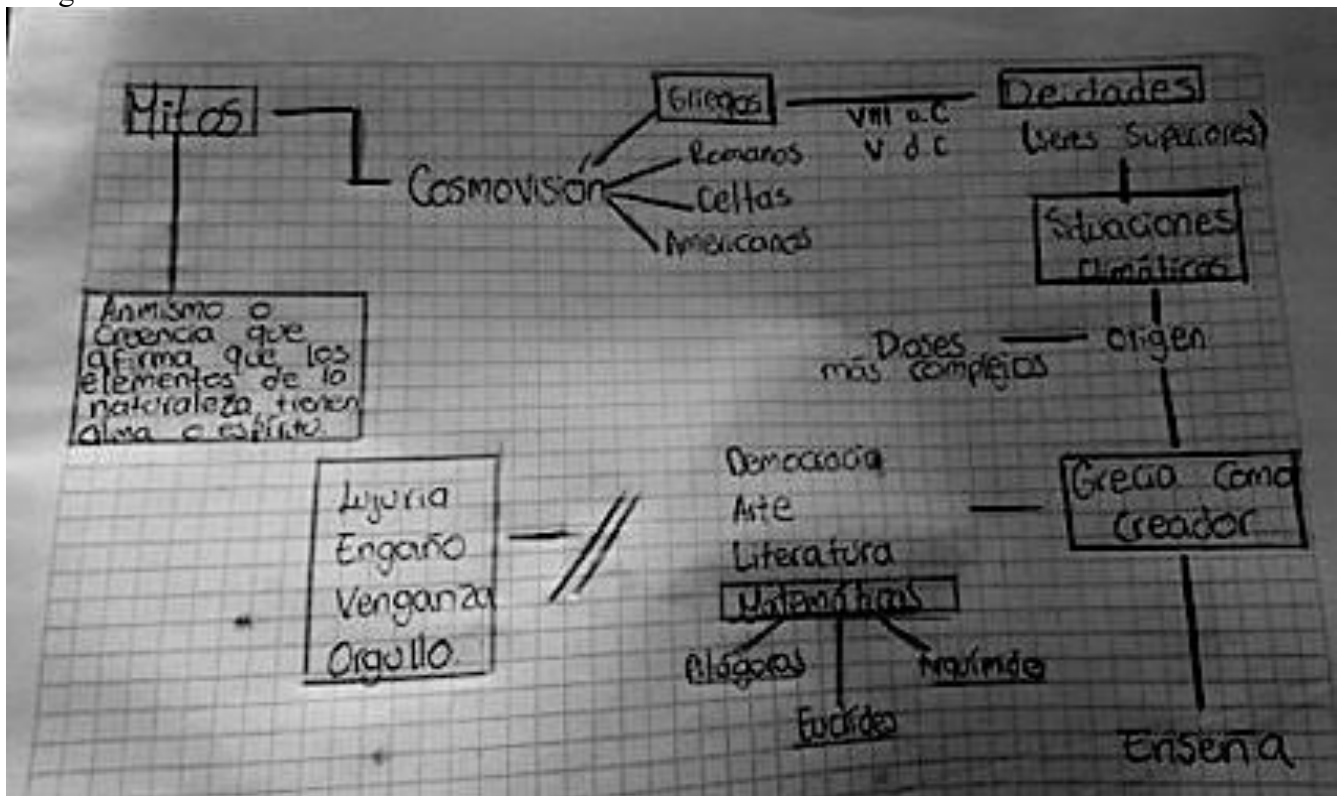 Mitos
Griegos
VIII a.C
V d C
Deidades
(Seres Superiores)
Cosmovisión
Romanos
Celtas
Americanos
Situaciones
Climáticas
Animismo o
Creencia que
afirma que los
elementos de la
naturaleza tienen
alma o espíritu.
Dioses
más complejos
origen
Lujuria
Engaño
Venganza
Orgullo
Democracia
Arte
Literatura
Matemáticas
Pitágoras
Euclides
Arquímides
Grecia Como
Creador
Enseña